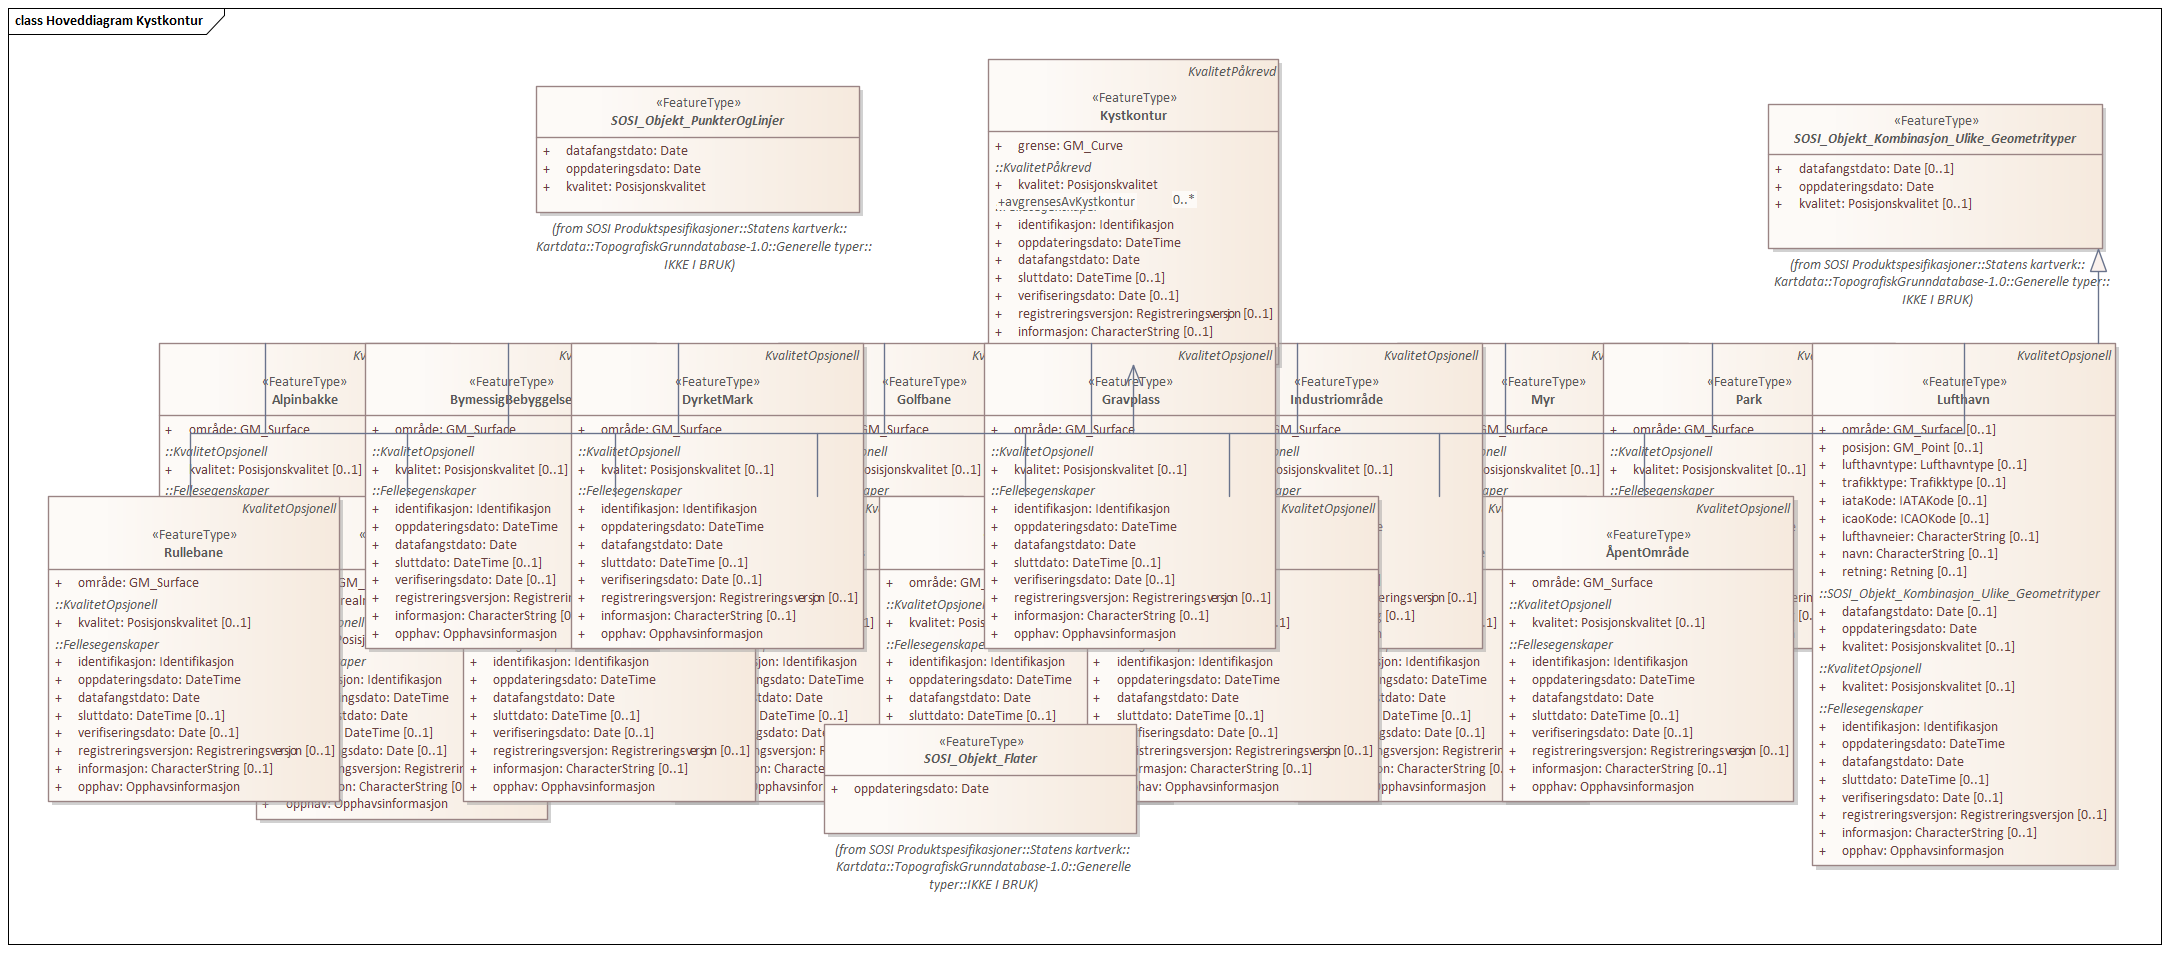 class Hoveddiagram Kystkontur
«FeatureType»
SOSI_Objekt_PunkterOgLinjer
+ datafangstdato: Date
+ oppdateringsdato: Date
+ kvalitet: Posisjonskvalitet
(from SOSI Produktspesifikasjoner::Statens kartverk::
Kartdata::TopografiskGrunndatabase-1.0::Generelle typer::
IKKE I BRUK)
KvalitetPåkrevd
«FeatureType»
Kystkontur
+ grense: GM_Curve
::KvalitetPåkrevd
+ kvalitet: Posisjonskvalitet
+avgrensesAvKystkontur 0..*
+ identifikasjon: Identifikasjon
+ oppdateringsdato: DateTime
+ datafangstdato: Date
+ sluttdato: DateTime [0..1]
+ verifiseringsdato: Date [0..1]
+ registreringsversjon: Registreringsversjon [0..1]
+ informasjon: CharacterString [0..1]
«FeatureType»
SOSI_Objekt_Kombinasjon_Ulike_Geometrityper
+ datafangstdato: Date [0..1]
+ oppdateringsdato: Date
+ kvalitet: Posisjonskvalitet [0..1]
(from SOSI Produktspesifikasjoner::Statens kartverk::
Kartdata::TopografiskGrunndatabase-1.0::Generelle typer::
IKKE I BRUK)
«FeatureType»
Alpinbakke
+ område: GM_Surface
::KvalitetOpsjonell
+ kvalitet: Posisjonskvalitet [0..1]
::Fellesegenskaper
«FeatureType»
BymessigBebyggelse
+ område: GM_Surface
::KvalitetOpsjonell
+ kvalitet: Posisjonskvalitet [0..1]
::Fellesegenskaper
+ identifikasjon: Identifikasjon
+ oppdateringsdato: DateTime
+ datafangstdato: Date
+ sluttdato: DateTime [0..1]
+ verifiseringsdato: Date [0..1]
+ registreringsversjon: Registrerin
+ informasjon: CharacterString [0
+ opphav: Opphavsinformasjon
KvalitetOpsjonell
«FeatureType»
DyrketMark
+ område: GM_Surface
::KvalitetOpsjonell
+ kvalitet: Posisjonskvalitet [0..1]
::Fellesegenskaper
+ identifikasjon: Identifikasjon
+ oppdateringsdato: DateTime
+ datafangstdato: Date
+ sluttdato: DateTime [0..1]
+ verifiseringsdato: Date [0..1]
+ registreringsversjon: Registreringsversjon [0..1]
+ informasjon: CharacterString [0..1]
+ opphav: Opphavsinformasjon
«FeatureType»
Golfbane
KvalitetOpsjonell
«FeatureType»
Gravplass
+ område: GM_Surface
::KvalitetOpsjonell
+ kvalitet: Posisjonskvalitet [0..1]
::Fellesegenskaper
+ identifikasjon: Identifikasjon
+ oppdateringsdato: DateTime
+ datafangstdato: Date
+ sluttdato: DateTime [0..1]
+ verifiseringsdato: Date [0..1]
+ registreringsversjon: Registreringsversjon [0..1]
+ informasjon: CharacterString [0..1]
+ opphav: Opphavsinformasjon
KvalitetOpsjonell
«FeatureType»
Industriområde
«FeatureType»
Myr
«FeatureType»
Park
+ område: GM_Surface
::KvalitetOpsjonell
+ kvalitet: Posisjonskvalitet [0..1]
::Fellesegenskaper
KvalitetOpsjonell
«FeatureType»
Lufthavn
+ område: GM_Surface [0..1]
+ posisjon: GM_Point [0..1]
+ lufthavntype: Lufthavntype [0..1]
+ trafikktype: Trafikktype [0..1]
+ iataKode: IATAKode [0..1]
+ icaoKode: ICAOKode [0..1]
+ lufthavneier: CharacterString [0..1]
+ navn: CharacterString [0..1]
+ retning: Retning [0..1]
::SOSI_Objekt_Kombinasjon_Ulike_Geometrityper
+ datafangstdato: Date [0..1]
+ oppdateringsdato: Date
+ kvalitet: Posisjonskvalitet [0..1]
::KvalitetOpsjonell
+ kvalitet: Posisjonskvalitet [0..1]
::Fellesegenskaper
+ identifikasjon: Identifikasjon
+ oppdateringsdato: DateTime
+ datafangstdato: Date
+ sluttdato: DateTime [0..1]
+ verifiseringsdato: Date [0..1]
+ registreringsversjon: Registreringsversjon [0..1]
+ informasjon: CharacterString [0..1]
+ opphav: Opphavsinformasjon
KvalitetOpsjonell
«FeatureType»
Rullebane
+ område: GM_Surface
::KvalitetOpsjonell
+ kvalitet: Posisjonskvalitet [0..1]
::Fellesegenskaper
+ identifikasjon: Identifikasjon
+ oppdateringsdato: DateTime
+ datafangstdato: Date
+ sluttdato: DateTime [0..1]
+ verifiseringsdato: Date [0..1]
+ registreringsversjon: Registreringsversjon [0..1]
+ informasjon: CharacterString [0..1]
+ opphav: Opphavsinformasjon
+ opphav: Opphavsinformasjon
+ identifikasjon: Identifikasjon
+ oppdateringsdato: DateTime
+ datafangstdato: Date
+ sluttdato: DateTime [0..1]
+ verifiseringsdato: Date [0..1]
+ registreringsversjon: Registreringsversjon [0..1]
+ informasjon: CharacterString [0..1]
+ opphav: Opphavsinformasjon
::KvalitetOpsjonell
::Fellesegenskaper
+ identifikasjon: Identifikasjon
+ oppdateringsdato: DateTime
+ datafangstdato: Date
+ sluttdato: DateTime [0..1]
KvalitetOpsjonell
+ identifikasjon: Identifikasjon
+ oppdateringsdato: DateTime
+ datafangstdato: Date
+ sluttdato: DateTime [0..1]
KvalitetOpsjonell
«FeatureType»
ÅpentOmråde
+ område: GM_Surface
::KvalitetOpsjonell
+ kvalitet: Posisjonskvalitet [0..1]
::Fellesegenskaper
+ identifikasjon: Identifikasjon
+ oppdateringsdato: DateTime
+ datafangstdato: Date
+ sluttdato: DateTime [0..1]
+ verifiseringsdato: Date [0..1]
+ registreringsversjon: Registreringsversjon [0..1]
+ informasjon: CharacterString [0..1]
+ opphav: Opphavsinformasjon
«FeatureType»
SOSI_Objekt_Flater
+ oppdateringsdato: Date
(from SOSI Produktspesifikasjoner::Statens kartverk::
Kartdata::TopografiskGrunndatabase-1.0::Generelle
typer::IKKE I BRUK)